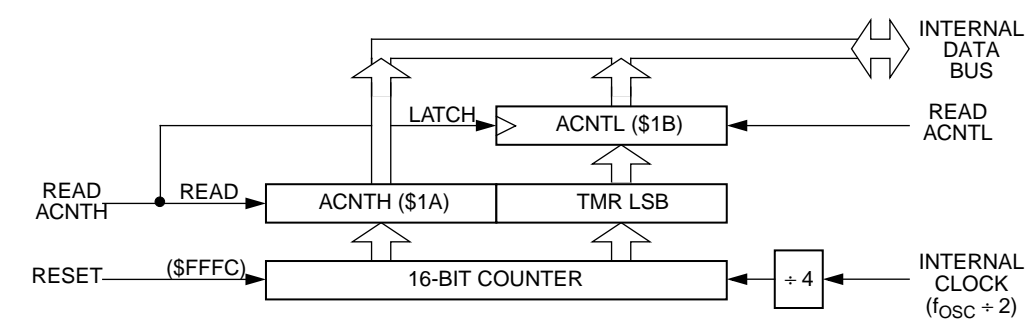 INTERNAL
DATA
BUS
LATCH
ACNTL ($1B)
READ
ACNTL
READ
ACNTH
READ
ACNTH ($1A)
TMR LSB
RESET
($FFFC)
16-BIT COUNTER
÷ 4
INTERNAL
CLOCK
(fOSC ÷ 2)